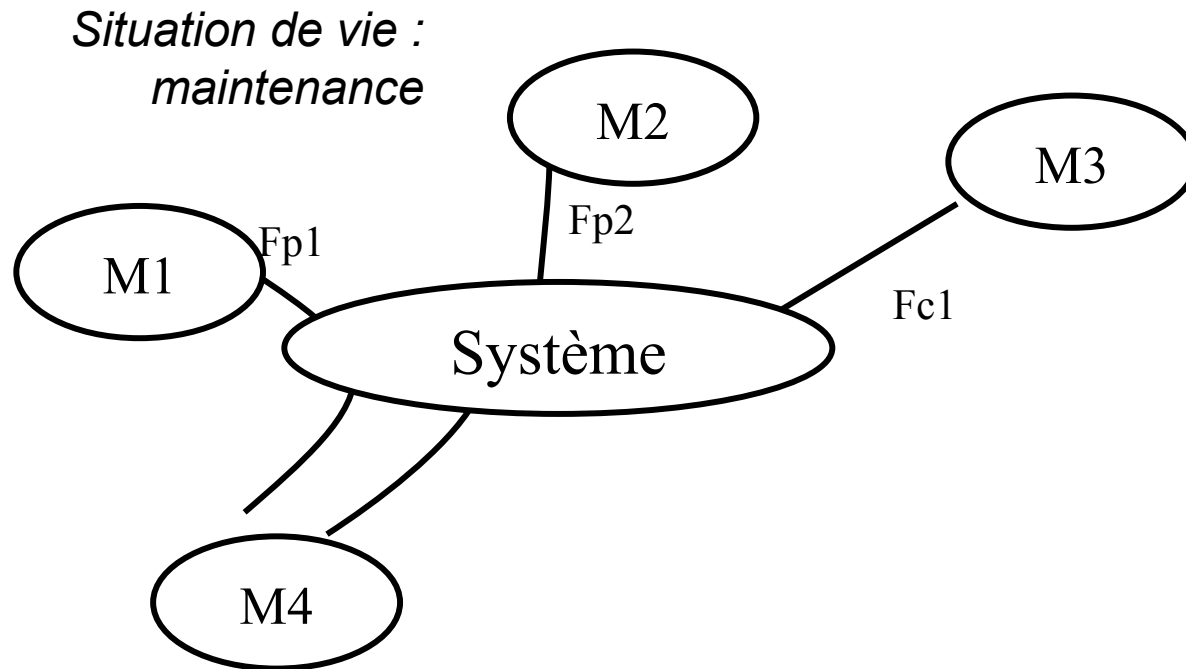 Situation de vie :
maintenance
M2
M3
Fp2
Fp1
M1
Fc1
Système
M4